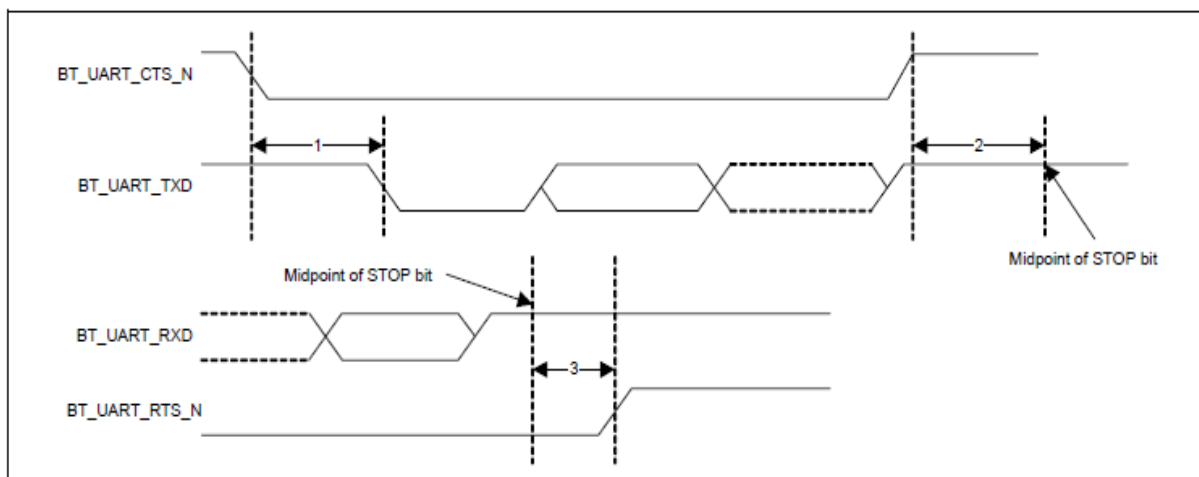 BT_UART_CTS_N
1
2
BT_UART_TXD
Midpoint of STOP bit
Midpoint of STOP bit
BT_UART_RXD
3
BT_UART_RTS_N